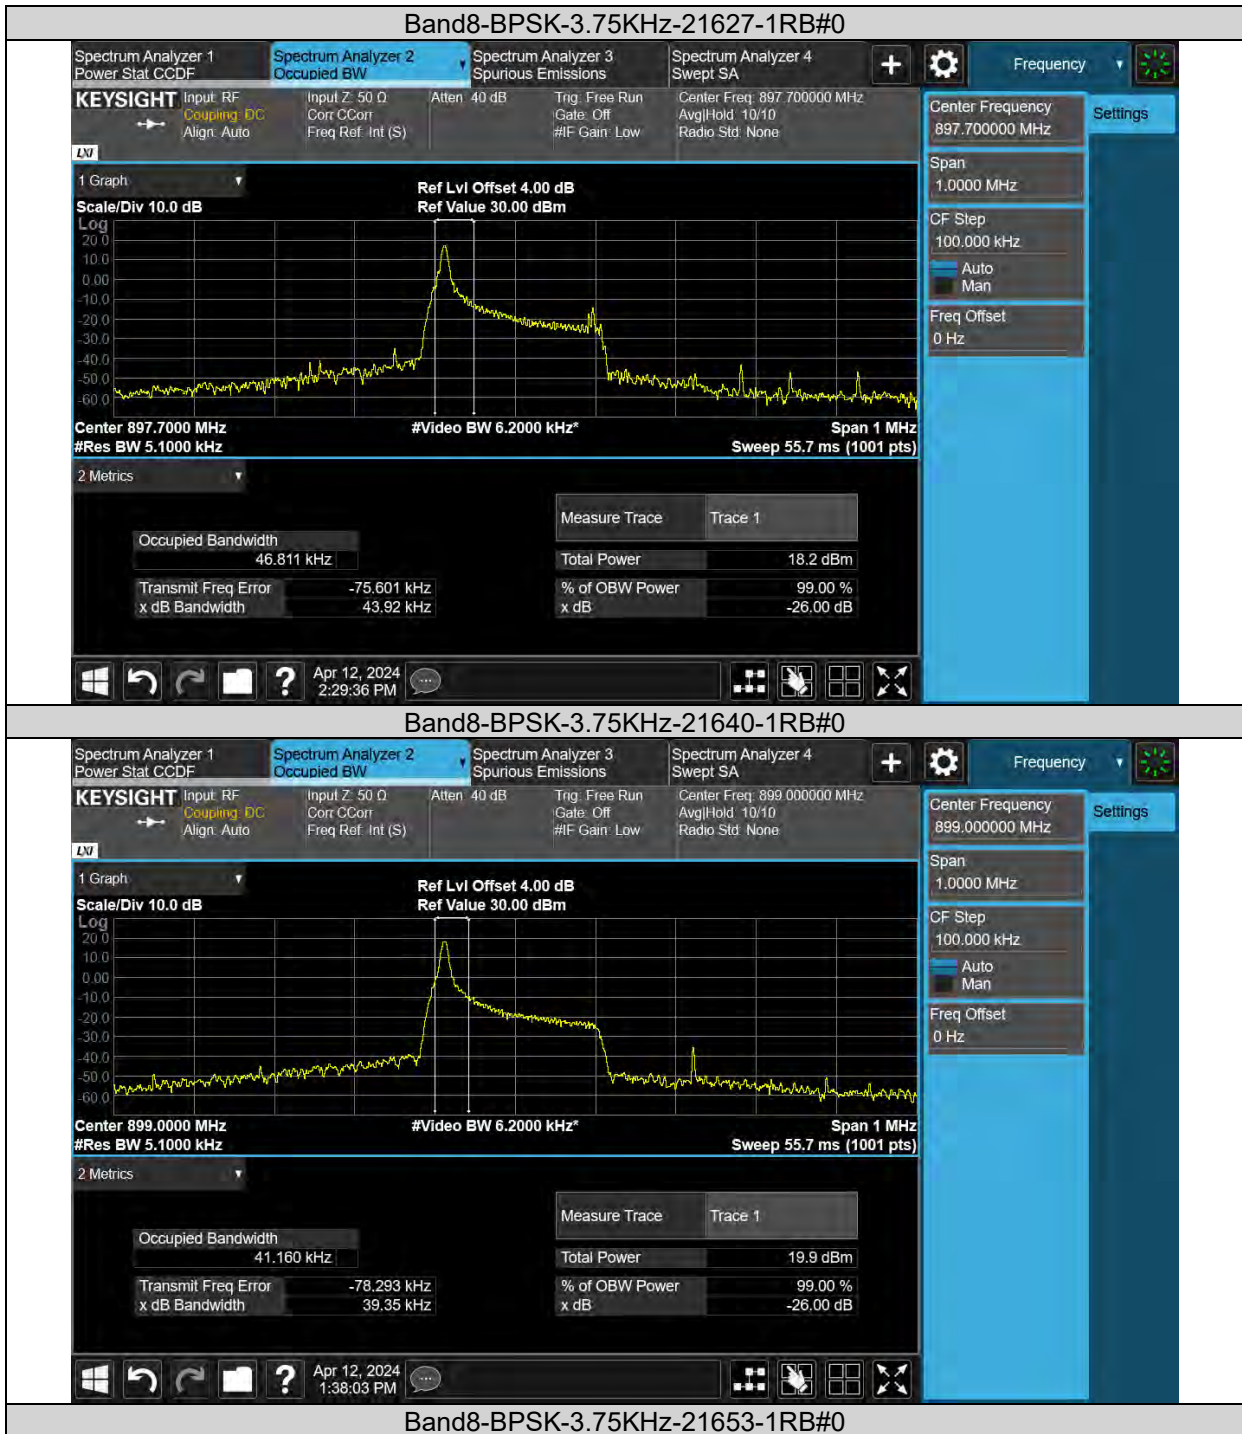 Band8-BPSK-3.75KHz-21627-1RB#0
Spectrum Analyzer 1 Spectrum Analyzer 2 Spectrum Analyzer 3 Spectrum Analyzer 4
Power Stat CCDF Occupied BW Spurious Emissions Swept SA
Frequency
KEYSIGHT Input: RF Input Z: 50 Ω Atten: 40 dB Trig: Free Run Center Freq: 897.700000 MHz
Coupling: DC Corr CCorr Gate: Off Avg|Hold: 10/10
Align: Auto Freq Ref: Int (S) #IF Gain: Low Radio Std: None
LXI
Center Frequency
897.700000 MHz
Settings
Span
1.0000 MHz
CF Step
100.000 kHz
Auto
Man
Freq Offset
0 Hz
1 Graph
Ref Lvl Offset 4.00 dB
Scale/Div 10.0 dB Ref Value 30.00 dBm
Log
20.0
10.0
0.00
-10.0
-20.0
-30.0
-40.0
-50.0
-60.0
Center 897.7000 MHz #Video BW 6.2000 kHz* Span 1 MHz
#Res BW 5.1000 kHz Sweep 55.7 ms (1001 pts)
2 Metrics
Measure Trace Trace 1
Occupied Bandwidth
46.811 kHz Total Power 18.2 dBm
Transmit Freq Error -75.601 kHz % of OBW Power 99.00 %
x dB Bandwidth 43.92 kHz x dB -26.00 dB
Apr 12, 2024
2:29:36 PM
Band8-BPSK-3.75KHz-21640-1RB#0
Spectrum Analyzer 1 Spectrum Analyzer 2 Spectrum Analyzer 3 Spectrum Analyzer 4
Power Stat CCDF Occupied BW Spurious Emissions Swept SA
Frequency
KEYSIGHT Input: RF Input Z: 50 Ω Atten: 40 dB Trig: Free Run Center Freq: 899.000000 MHz
Coupling: DC Corr CCorr Gate: Off Avg|Hold: 10/10
Align: Auto Freq Ref: Int (S) #IF Gain: Low Radio Std: None
LXI
Center Frequency
899.000000 MHz
Settings
Span
1.0000 MHz
CF Step
100.000 kHz
Auto
Man
Freq Offset
0 Hz
1 Graph
Ref Lvl Offset 4.00 dB
Scale/Div 10.0 dB Ref Value 30.00 dBm
Log
20.0
10.0
0.00
-10.0
-20.0
-30.0
-40.0
-50.0
-60.0
Center 899.0000 MHz #Video BW 6.2000 kHz* Span 1 MHz
#Res BW 5.1000 kHz Sweep 55.7 ms (1001 pts)
2 Metrics
Measure Trace Trace 1
Occupied Bandwidth
41.160 kHz Total Power 19.9 dBm
Transmit Freq Error -78.293 kHz % of OBW Power 99.00 %
x dB Bandwidth 39.35 kHz x dB -26.00 dB
Apr 12, 2024
1:38:03 PM
Band8-BPSK-3.75KHz-21653-1RB#0